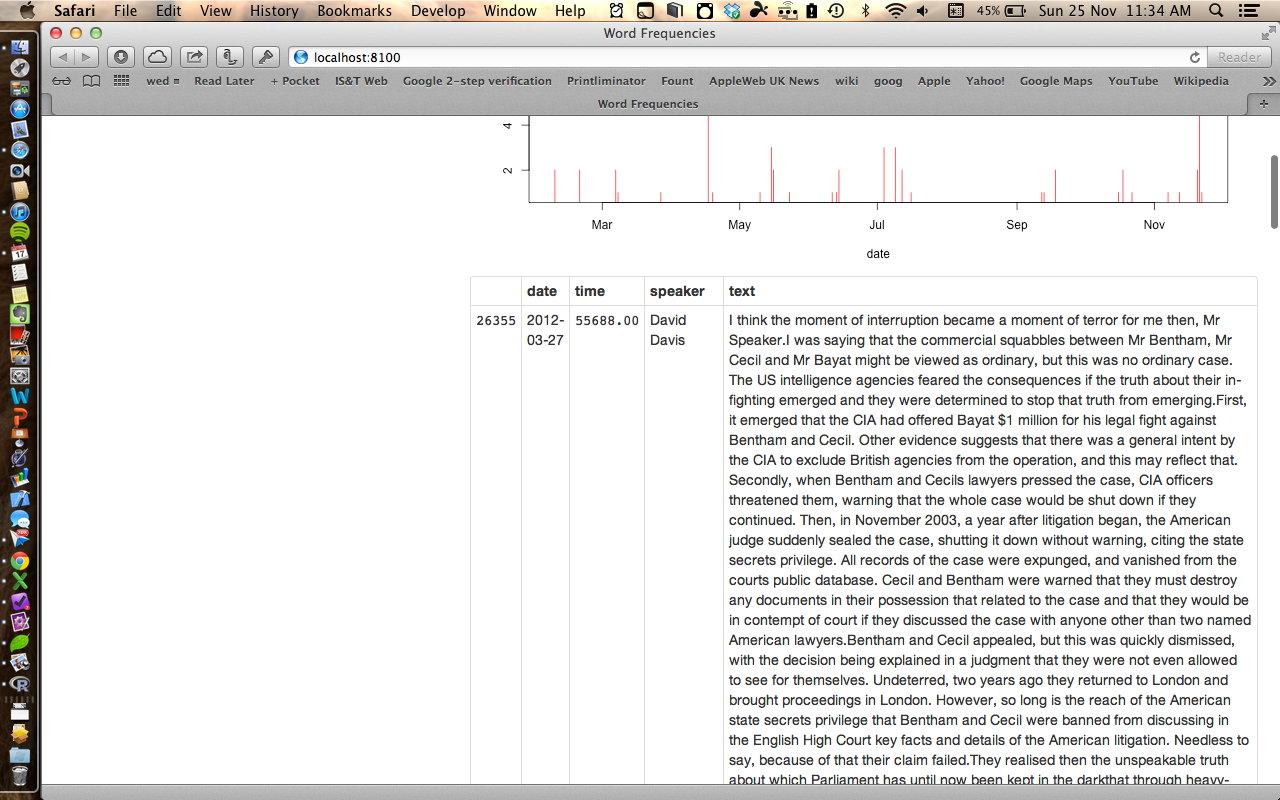 Safari File Edit View History Bookmarks Develop Window Help 45% Sun 25 Nov 11:34 AM
Word Frequencies
localhost:8100 Reader
wed Read Later + Pocket IS&T Web Google 2-step verification Printliminator Fount AppleWeb UK News wiki goog Apple Yahoo! Google Maps YouTube Wikipedia
Word Frequencies
4
2
Mar May Jul Sep Nov
date
date time speaker text
26355 2012-03-27 55688.00 David Davis
I think the moment of interruption became a moment of terror for me then, Mr
Speaker.I was saying that the commercial squabbles between Mr Bentham, Mr
Cecil and Mr Bayat might be viewed as ordinary, but this was no ordinary case.
The US intelligence agencies feared the consequences if the truth about their in-
fighting emerged and they were determined to stop that truth from emerging.First,
it emerged that the CIA had offered Bayat $1 million for his legal fight against
Bentham and Cecil. Other evidence suggests that there was a general intent by
the CIA to exclude British agencies from the operation, and this may reflect that.
Secondly, when Bentham and Cecils lawyers pressed the case, CIA officers
threatened them, warning that the whole case would be shut down if they
continued. Then, in November 2003, a year after litigation began, the American
judge suddenly sealed the case, shutting it down without warning, citing the state
secrets privilege. All records of the case were expunged, and vanished from the
courts public database. Cecil and Bentham were warned that they must destroy
any documents in their possession that related to the case and that they would be
in contempt of court if they discussed the case with anyone other than two named
American lawyers.Bentham and Cecil appealed, but this was quickly dismissed,
with the decision being explained in a judgment that they were not even allowed
to see for themselves. Undeterred, two years ago they returned to London and
brought proceedings in London. However, so long is the reach of the American
state secrets privilege that Bentham and Cecil were banned from discussing in
the English High Court key facts and details of the American litigation. Needless to
say, because of that their claim failed.They realised then the unspeakable truth
about which Parliament has until now been kept in the darkthat through heavy-
17